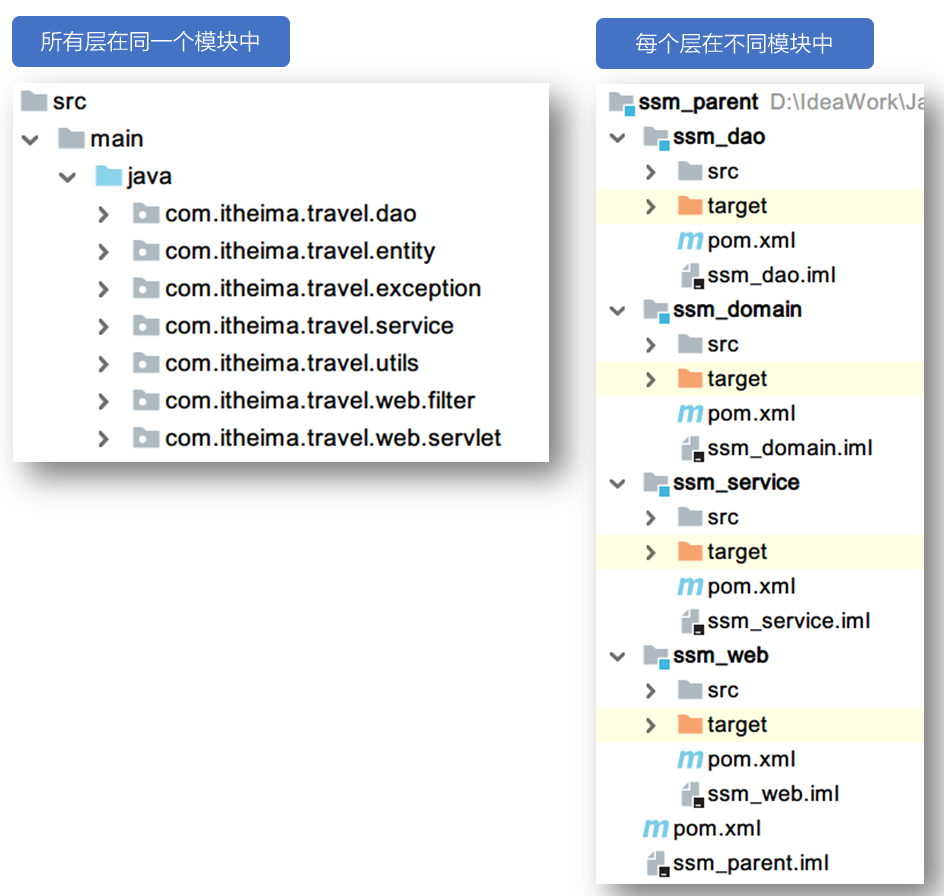 所有层在同一个模块中
src
main
java
com.itheima.travel.dao
com.itheima.travel.entity
com.itheima.travel.exception
com.itheima.travel.service
com.itheima.travel.utils
com.itheima.travel.web.filter
com.itheima.travel.web.servlet
每个层在不同模块中
ssm_parent D:\IdeaWork\Ja
ssm_dao
src
target
pom.xml
ssm_dao.iml
ssm_domain
src
target
pom.xml
ssm_domain.iml
ssm_service
src
target
pom.xml
ssm_service.iml
ssm_web
src
target
pom.xml
ssm_web.iml
pom.xml
ssm_parent.iml